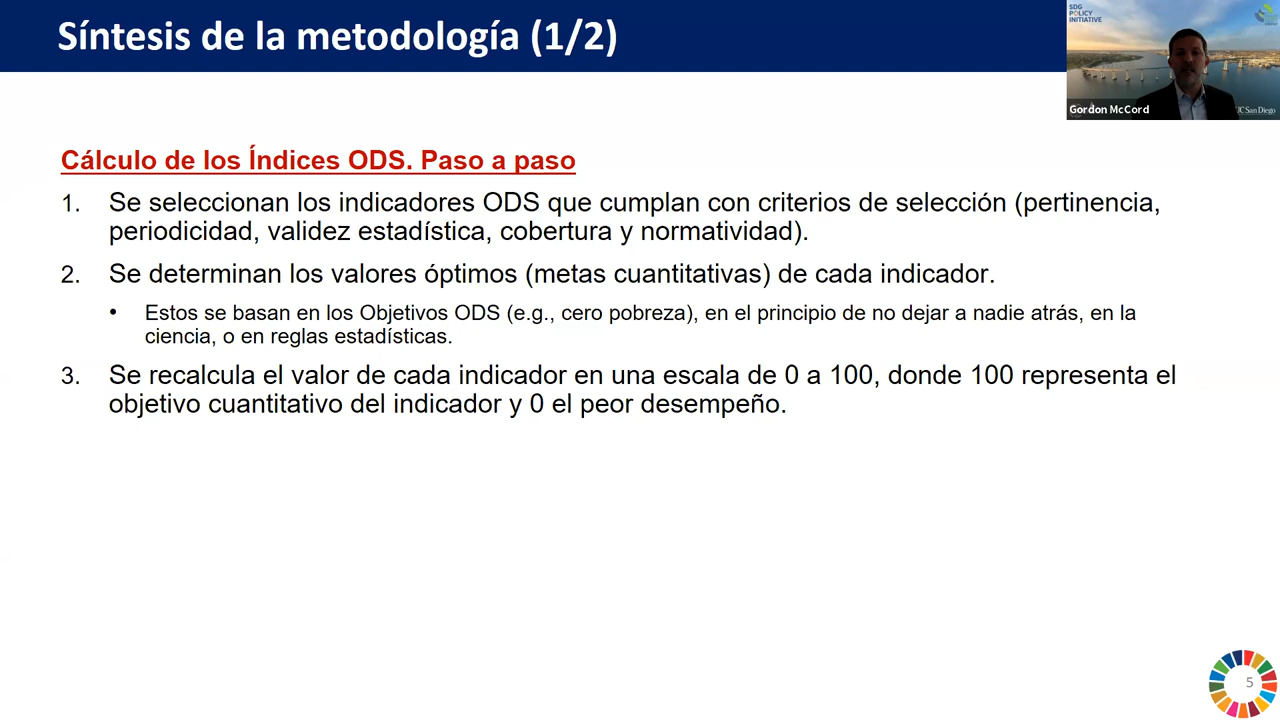 Síntesis de la metodología (1/2)
SDG
POLICY
INITIATIVE
Gordon McCord
UC San Diego
Cálculo de los Índices ODS. Paso a paso
1. Se seleccionan los indicadores ODS que cumplan con criterios de selección (pertinencia,
periodicidad, validez estadística, cobertura y normatividad).
2. Se determinan los valores óptimos (metas cuantitativas) de cada indicador.
• Estos se basan en los Objetivos ODS (e.g., cero pobreza), en el principio de no dejar a nadie atrás, en la
ciencia, o en reglas estadísticas.
3. Se recalcula el valor de cada indicador en una escala de 0 a 100, donde 100 representa el
objetivo cuantitativo del indicador y 0 el peor desempeño.
5